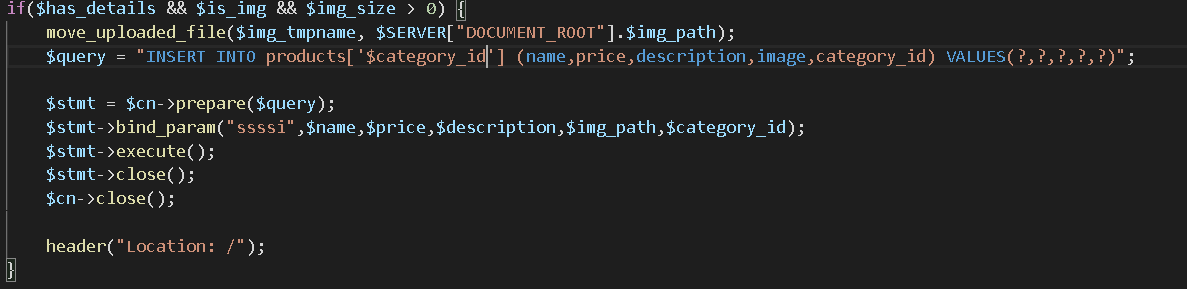 if($has_details && $is_img && $img_size > 0) {
move_uploaded_file($img_tmpname, $SERVER["DOCUMENT_ROOT"].$img_path);
$query = "INSERT INTO products['$category_id'] (name,price,description,image,category_id) VALUES(?,?,?,?,?)";
$stmt = $cn->prepare($query);
$stmt->bind_param("ssssi",$name,$price,$description,$img_path,$category_id);
$stmt->execute();
$stmt->close();
$cn->close();
header("Location: /");
}